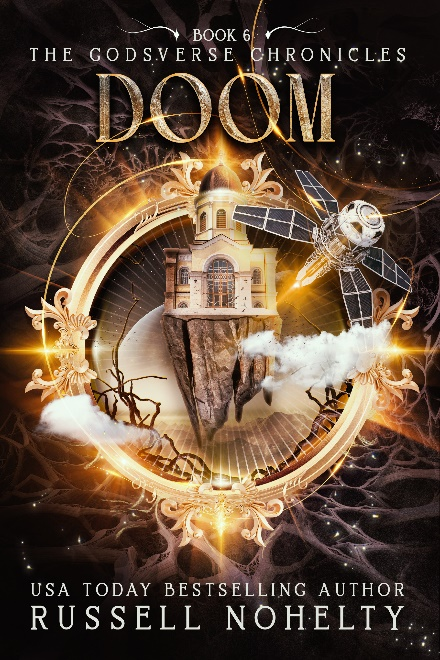 BOOK 6
THE GODSVERSE CHRONICLES
DOOM
USA TODAY BESTSELLING AUTHOR
RUSSELL NOHELTY